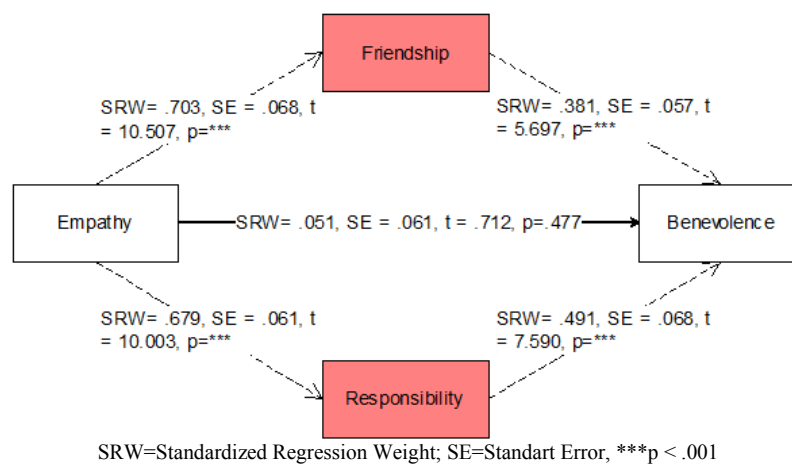 Friendship
SRW= .703, SE = .068, t
= 10.507, p=***
SRW= .381, SE = .057, t
= 5.697, p=***
Empathy
SRW= .051, SE = .061, t = .712, p=.477
Benevolence
SRW= .679, SE = .061, t
= 10.003, p=***
SRW= .491, SE = .068, t
= 7.590, p=***
Responsibility
SRW=Standardized Regression Weight; SE=Standart Error, ***p < .001